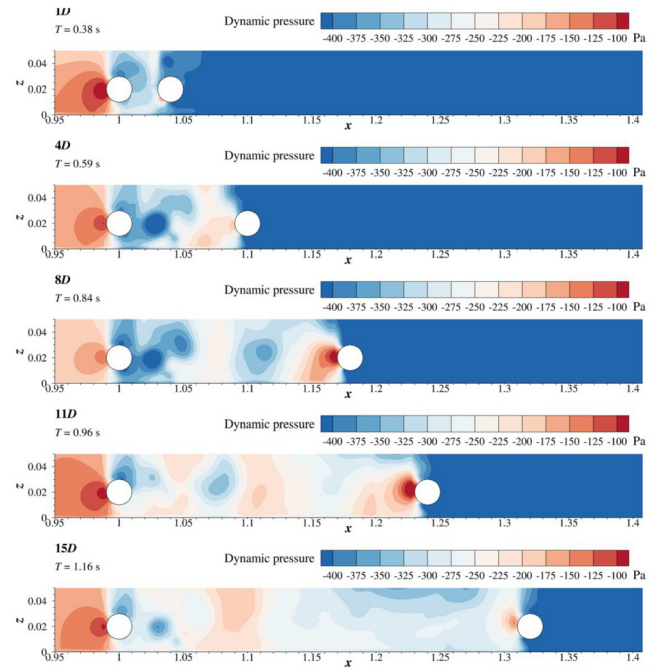 1D
T = 0.38 s
Dynamic pressure
-400 -375 -350 -325 -300 -275 -250 -225 -200 -175 -150 -125 -100 Pa
z
0.04
0.02
0
0.95 1 1.05 1.1 1.15 1.2 1.25 1.3 1.35 1.4
x
4D
T = 0.59 s
Dynamic pressure
-400 -375 -350 -325 -300 -275 -250 -225 -200 -175 -150 -125 -100 Pa
z
0.04
0.02
0
0.95 1 1.05 1.1 1.15 1.2 1.25 1.3 1.35 1.4
x
8D
T = 0.84 s
Dynamic pressure
-400 -375 -350 -325 -300 -275 -250 -225 -200 -175 -150 -125 -100 Pa
z
0.04
0.02
0
0.95 1 1.05 1.1 1.15 1.2 1.25 1.3 1.35 1.4
x
11D
T = 0.96 s
Dynamic pressure
-400 -375 -350 -325 -300 -275 -250 -225 -200 -175 -150 -125 -100 Pa
z
0.04
0.02
0
0.95 1 1.05 1.1 1.15 1.2 1.25 1.3 1.35 1.4
x
15D
T = 1.16 s
Dynamic pressure
-400 -375 -350 -325 -300 -275 -250 -225 -200 -175 -150 -125 -100 Pa
z
0.04
0.02
0
0.95 1 1.05 1.1 1.15 1.2 1.25 1.3 1.35 1.4
x